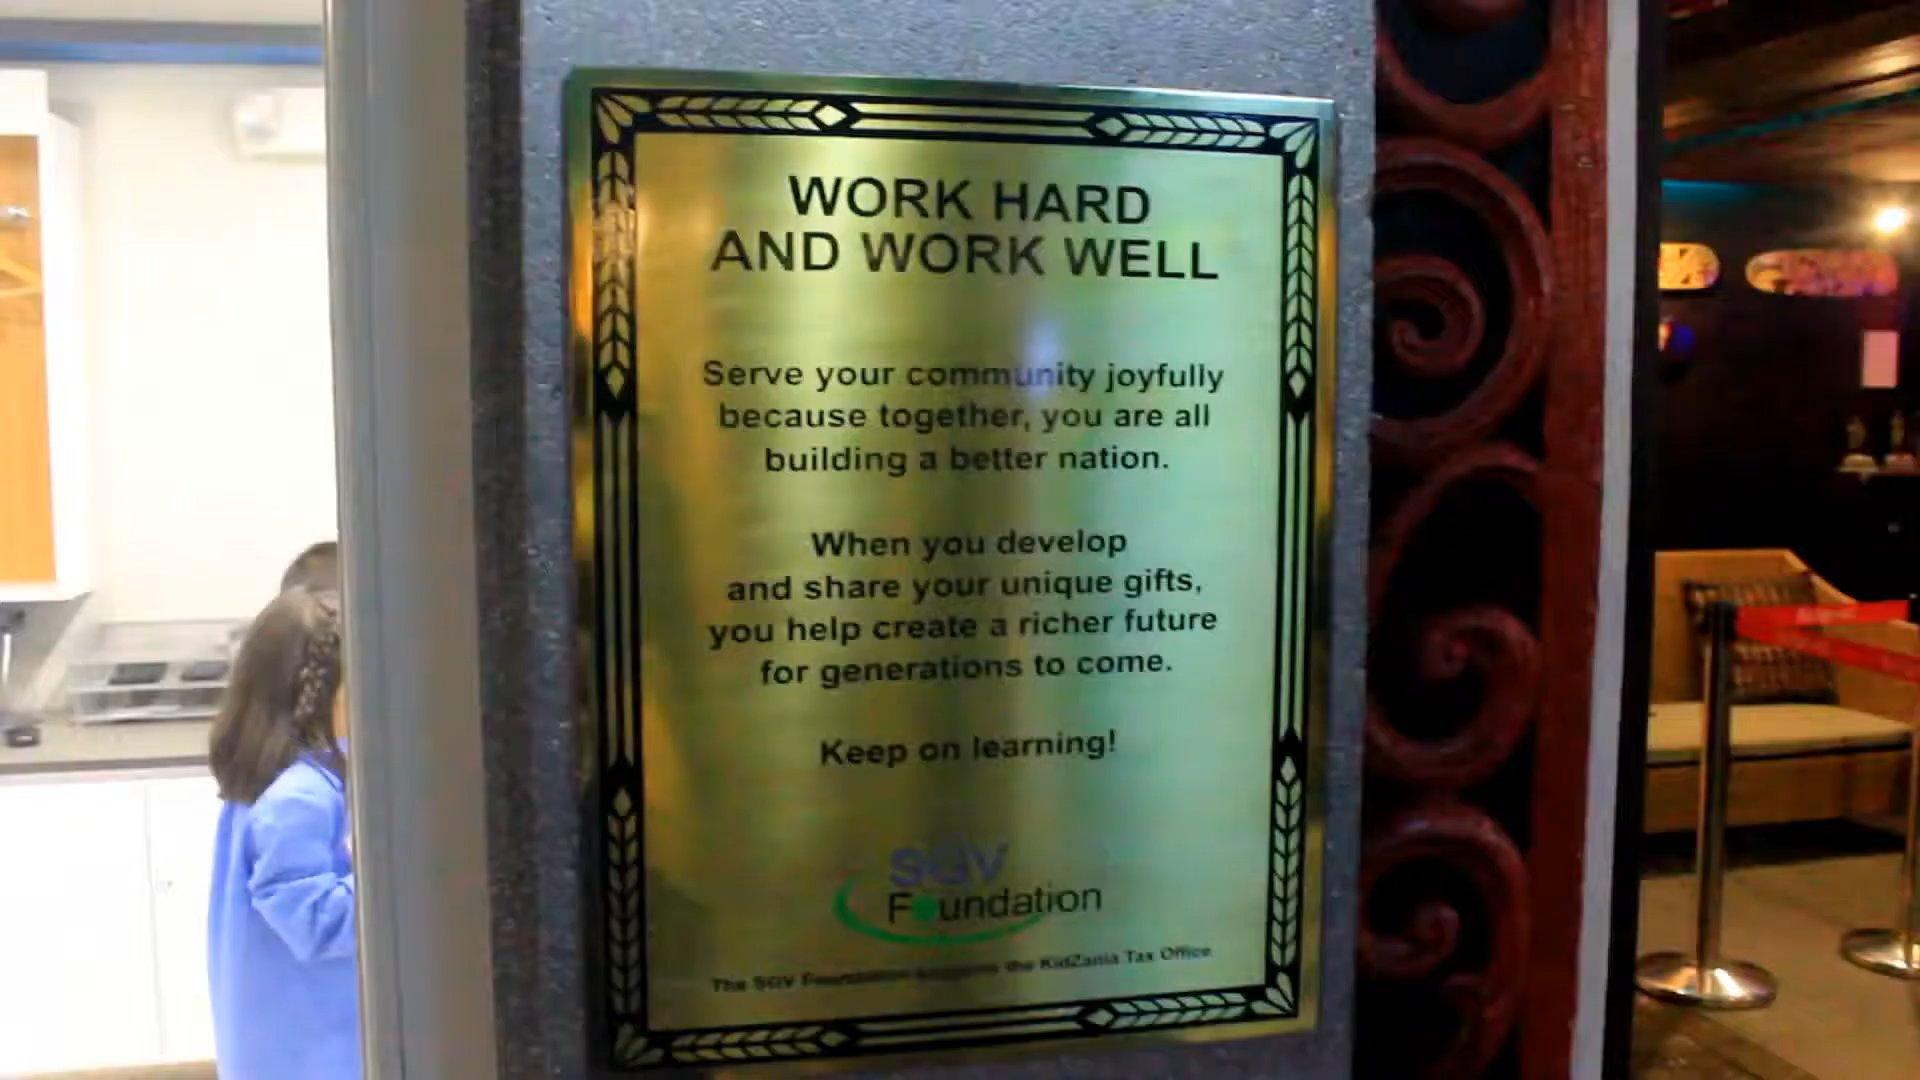 WORK HARD
AND WORK WELL
Serve your community joyfully
because together, you are all
building a better nation.
When you develop
and share your unique gifts,
you help create a richer future
for generations to come.
Keep on learning!
SGV
Foundation
The SGV Foundation supports the KidZania Tax Office